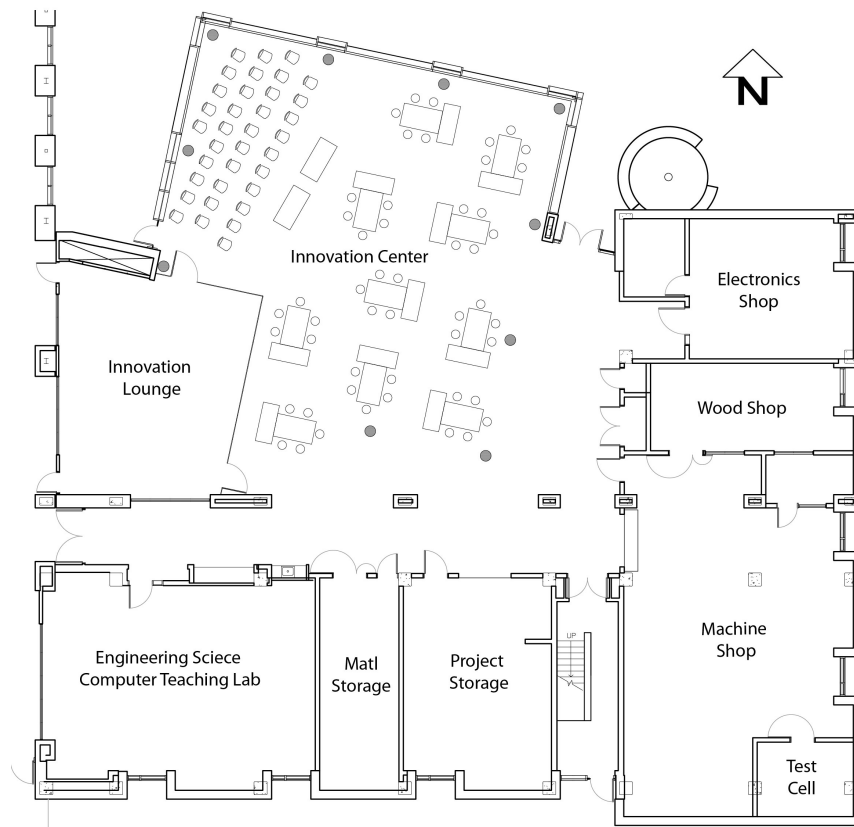 N
Innovation Center
Electronics
Shop
Innovation
Lounge
Wood Shop
Machine
Shop
UP
Engineering Sciece
Computer Teaching Lab
Matl
Storage
Project
Storage
Test
Cell